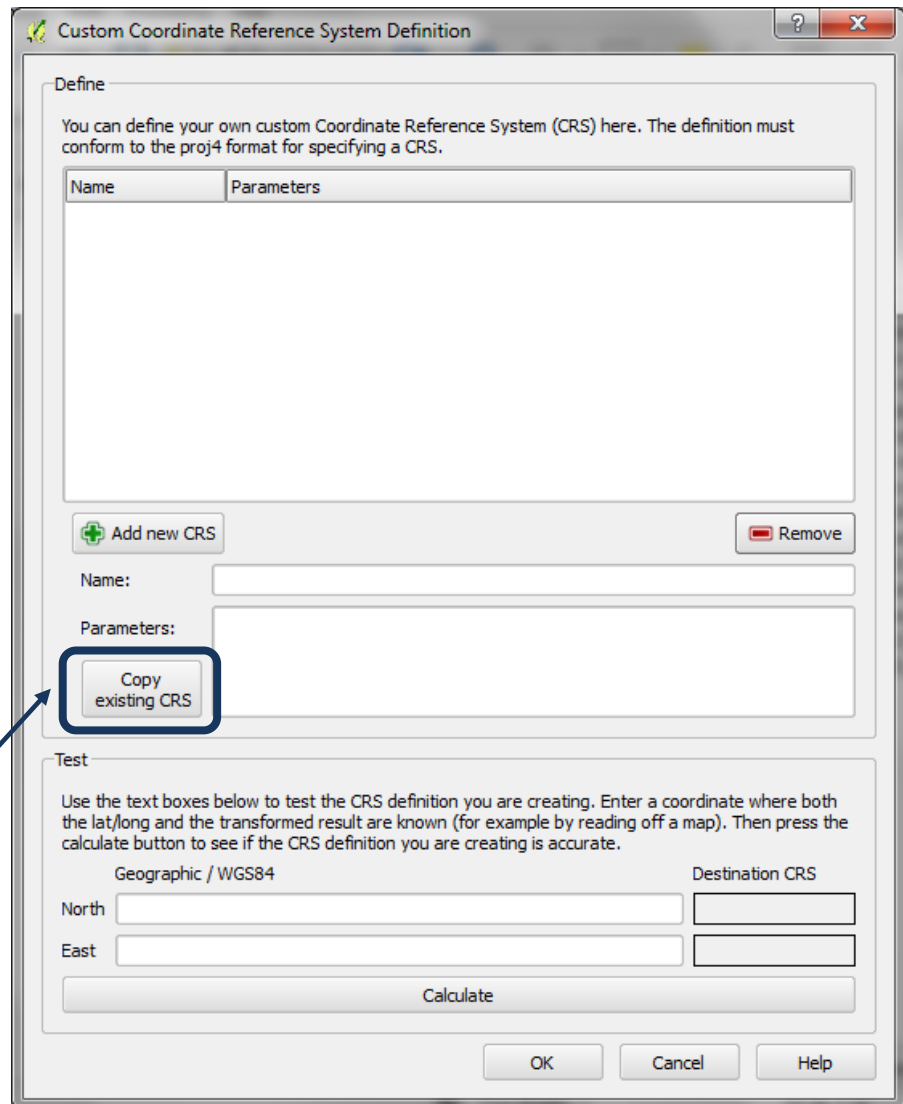 Custom Coordinate Reference System Definition
?
X
Define
You can define your own custom Coordinate Reference System (CRS) here. The definition must
conform to the proj4 format for specifying a CRS.
Name Parameters
Add new CRS Remove
Name:
Parameters:
Copy
existing CRS
Test
Use the text boxes below to test the CRS definition you are creating. Enter a coordinate where both
the lat/long and the transformed result are known (for example by reading off a map). Then press the
calculate button to see if the CRS definition you are creating is accurate.
Geographic / WGS84 Destination CRS
North
East
Calculate
OK Cancel Help